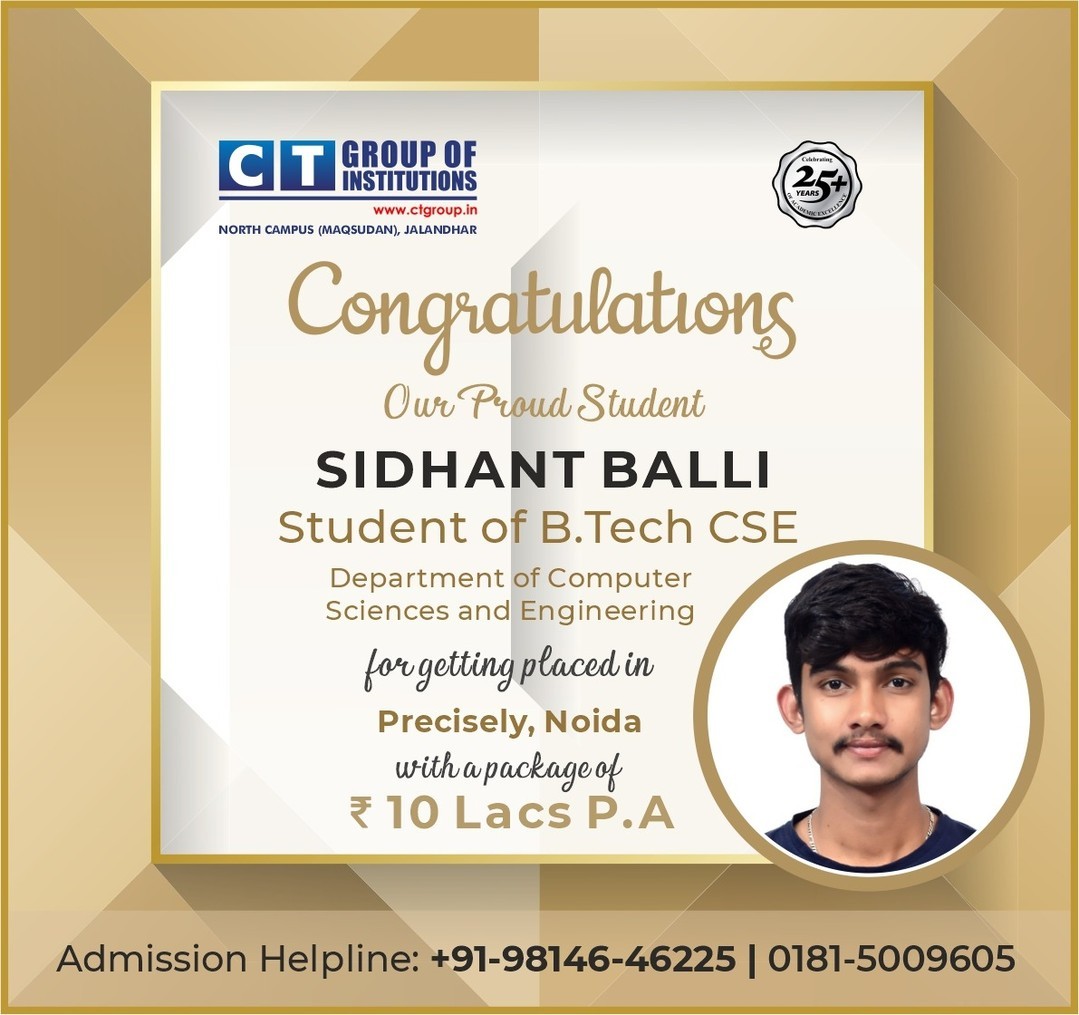 CT GROUP OF
INSTITUTIONS
www.ctgroup.in
NORTH CAMPUS (MAQSUDAN), JALANDHAR
Celebrating
25+
YEARS
OF ACADEMIC EXCELLENCE
Congratulations
Our Proud Student
SIDHANT BALLI
Student of B.Tech CSE
Department of Computer
Sciences and Engineering
for getting placed in
Precisely, Noida
with a package of
₹ 10 Lacs P.A
Admission Helpline: +91-98146-46225 | 0181-5009605